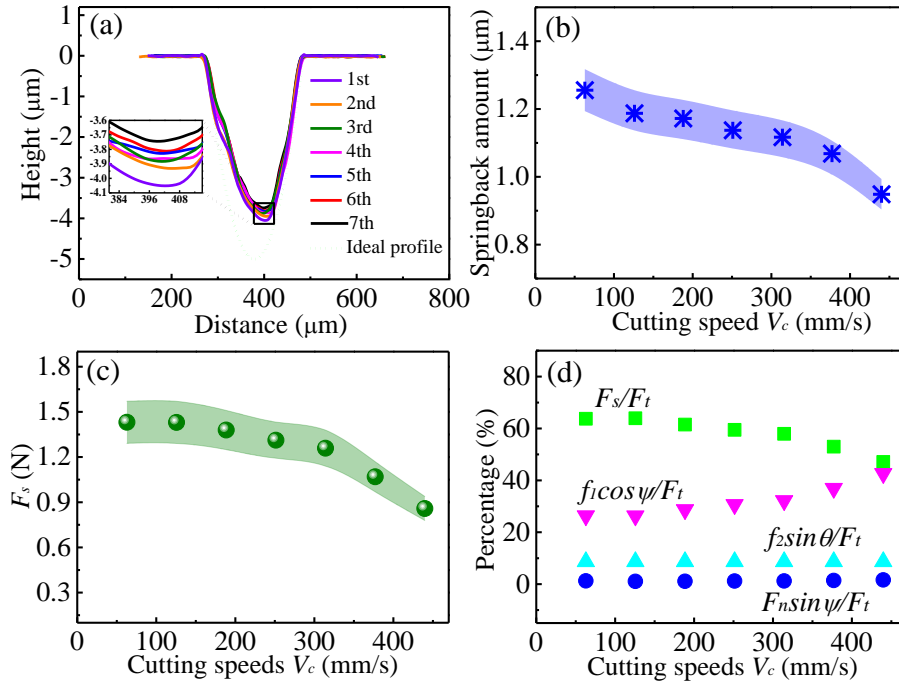 (a)
Height (μm)
1
0
-1
-2
-3
-4
-5
1st
2nd
3rd
4th
5th
6th
7th
Ideal profile
-3.6
-3.7
-3.8
-3.9
-4.0
-4.1
384 396 408
0 200 400 600 800
Distance (μm)
(b)
Springback amount (μm)
1.4
1.2
1.0
0.8
0 100 200 300 400
Cutting speed Vc (mm/s)
(c)
Fs (N)
1.8
1.5
1.2
0.9
0.6
0.3
0 100 200 300 400
Cutting speeds Vc (mm/s)
(d)
Percentage (%)
80
60
40
20
0
Fs/Ft
f1cosψ/Ft
f2sinθ/Ft
Fnsinψ/Ft
0 100 200 300 400
Cutting speeds Vc (mm/s)